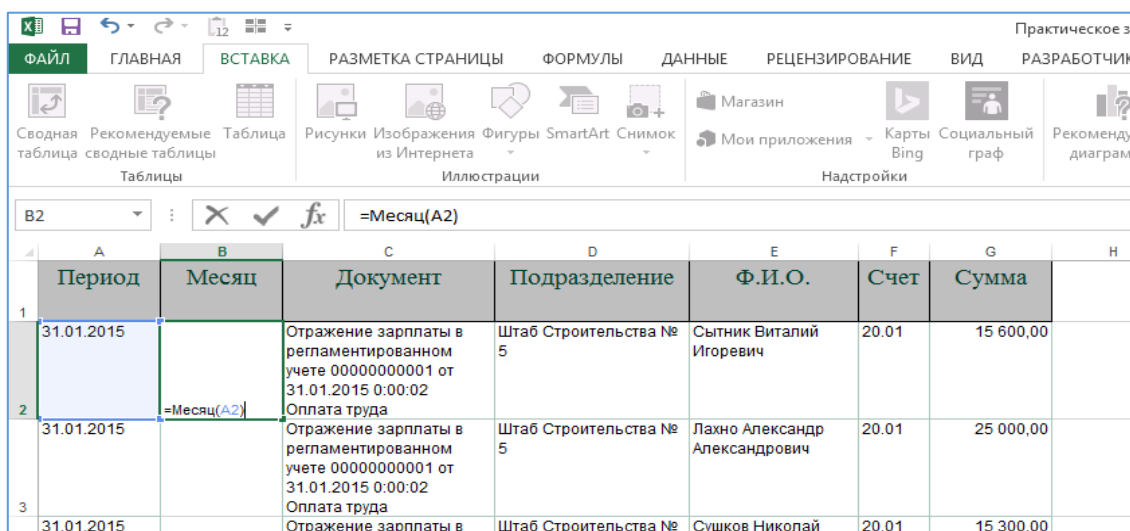 12
Практическое з
ФАЙЛ ГЛАВНАЯ ВСТАВКА РАЗМЕТКА СТРАНИЦЫ ФОРМУЛЫ ДАННЫЕ РЕЦЕНЗИРОВАНИЕ ВИД РАЗРАБОТЧИК
Сводная таблица
Рекомендуемые сводные таблицы
Таблица
Рисунки
Изображения из Интернета
Фигуры
SmartArt
Снимок
Магазин
Мои приложения
Карты Bing
Социальный граф
Рекоменду
диаграм
Таблицы Иллюстрации Надстройки
B2 fx =Месяц(A2)
A B C D E F G H
1 Период Месяц Документ Подразделение Ф.И.О. Счет Сумма
31.01.2015 Отражение зарплаты в Штаб Строительства № Сытник Виталий 20.01 15 600,00
регламентированном 5 Игоревич
учете 00000000001 от
31.01.2015 0:00:02
2 =Месяц(A2) Оплата труда
31.01.2015 Отражение зарплаты в Штаб Строительства № Лахно Александр 20.01 25 000,00
регламентированном 5 Александрович
учете 00000000001 от
31.01.2015 0:00:02
3 Оплата труда
31.01.2015 Отражение зарплаты в Штаб Строительства № Сушков Николай 20.01 15 300,00